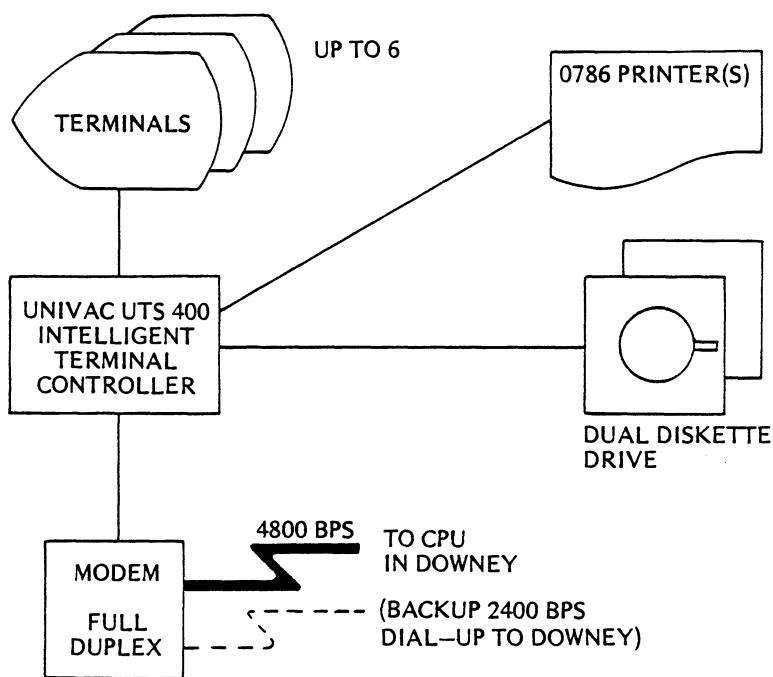 UP TO 6
TERMINALS
0786 PRINTER(S)
UNIVAC UTS 400
INTELLIGENT
TERMINAL
CONTROLLER
DUAL DISKETTE
DRIVE
4800 BPS
TO CPU
IN DOWNEY
MODEM
FULL
DUPLEX
(BACKUP 2400 BPS
DIAL—UP TO DOWNEY)